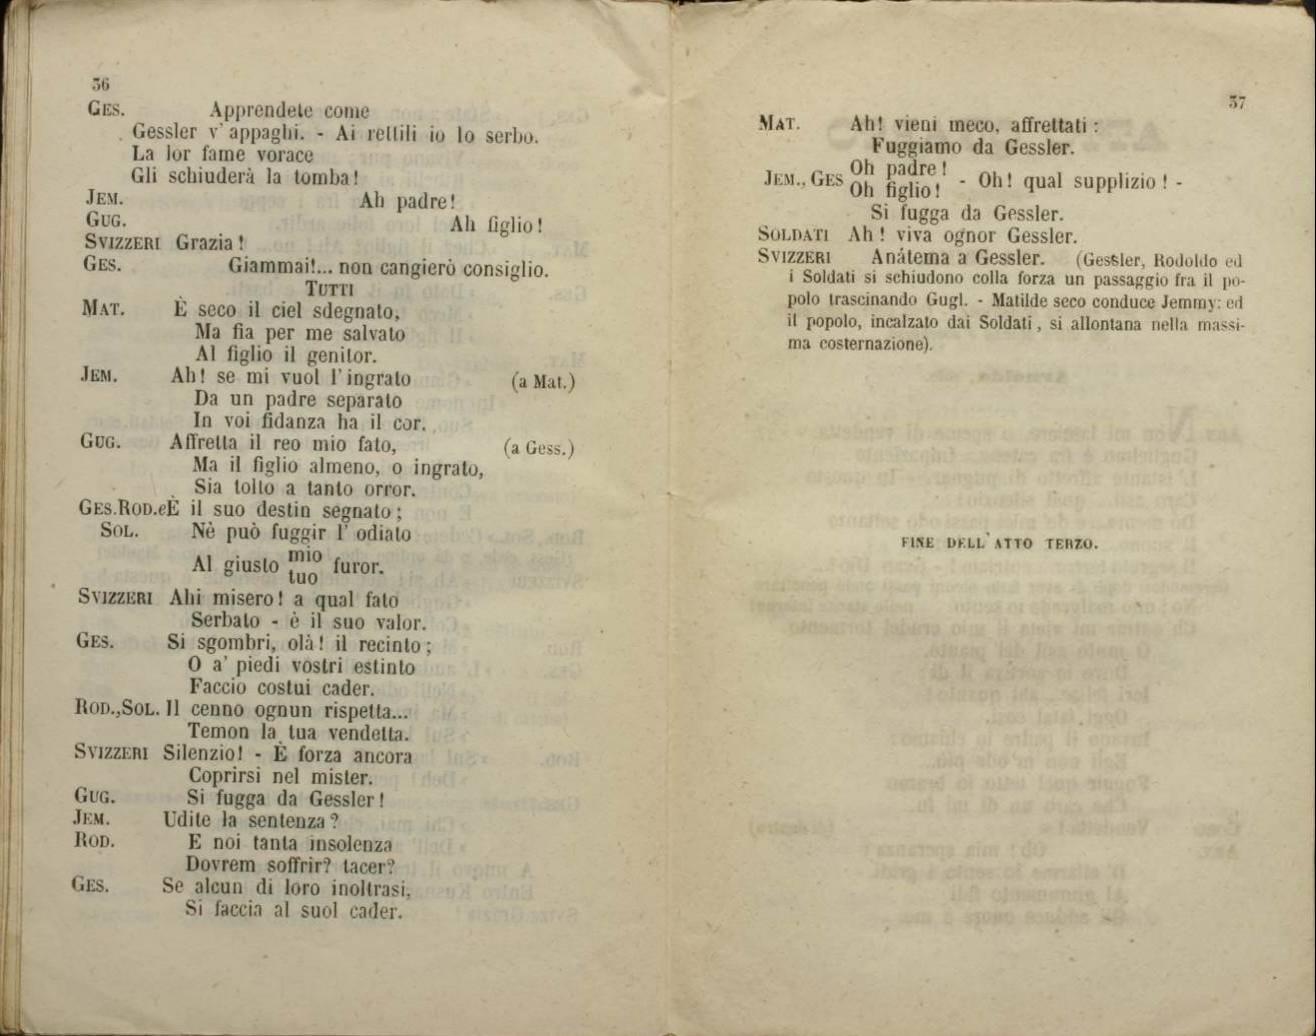 36
GES. Apprendete come
Gessler v'appaghi. - Ai rettili io lo serbo.
La lor fame vorace
Gli schiuderà la tomba!
JEM. Ah padre!
GUG. Ah figlio!
SVIZZERI Grazia!
GES. Giammai!... non cangierò consiglio.
TUTTI
MAT. È seco il ciel sdegnato,
Ma fia per me salvato
Al figlio il genitor.
JEM. Ah! se mi vuol l'ingrato (a Mat.)
Da un padre separato
In voi fidanza ha il cor.
GUG. Affretta il reo mio fato, (a Gess.)
Ma il figlio almeno, o ingrato,
Sia tolto a tanto orror.
GES.ROD.e È il suo destin segnato;
SOL. Nè può fuggir l'odiato
Al giusto mio furor.
tuo
SVIZZERI Ahi misero! a qual fato
Serbato - è il suo valor.
GES. Si sgombri, olà! il recinto;
O a' piedi vostri estinto
Faccio costui cader.
ROD.,SOL. Il cenno ognun rispetta...
Temon la tua vendetta.
SVIZZERI Silenzio! - È forza ancora
Coprirsi nel mister.
GUG. Si fugga da Gessler!
JEM. Udite la sentenza?
ROD. E noi tanta insolenza
Dovrem soffrir? tacer?
GES. Se alcun di loro inoltrasi,
Si faccia al suol cader.
37
MAT. Ah! vieni meco, affrettati:
Fuggiamo da Gessler.
JEM., GES Oh padre! - Oh! qual supplizio! -
Oh figlio!
Si fugga da Gessler.
SOLDATI Ah! viva ognor Gessler.
SVIZZERI Anátema a Gessler. (Gessler, Rodoldo ed
i Soldati si schiudono colla forza un passaggio fra il po-
polo trascinando Gugl. - Matilde seco conduce Jemmy: ed
il popolo, incalzato dai Soldati, si allontana nella massi-
ma costernazione).
FINE DELL'ATTO TERZO.